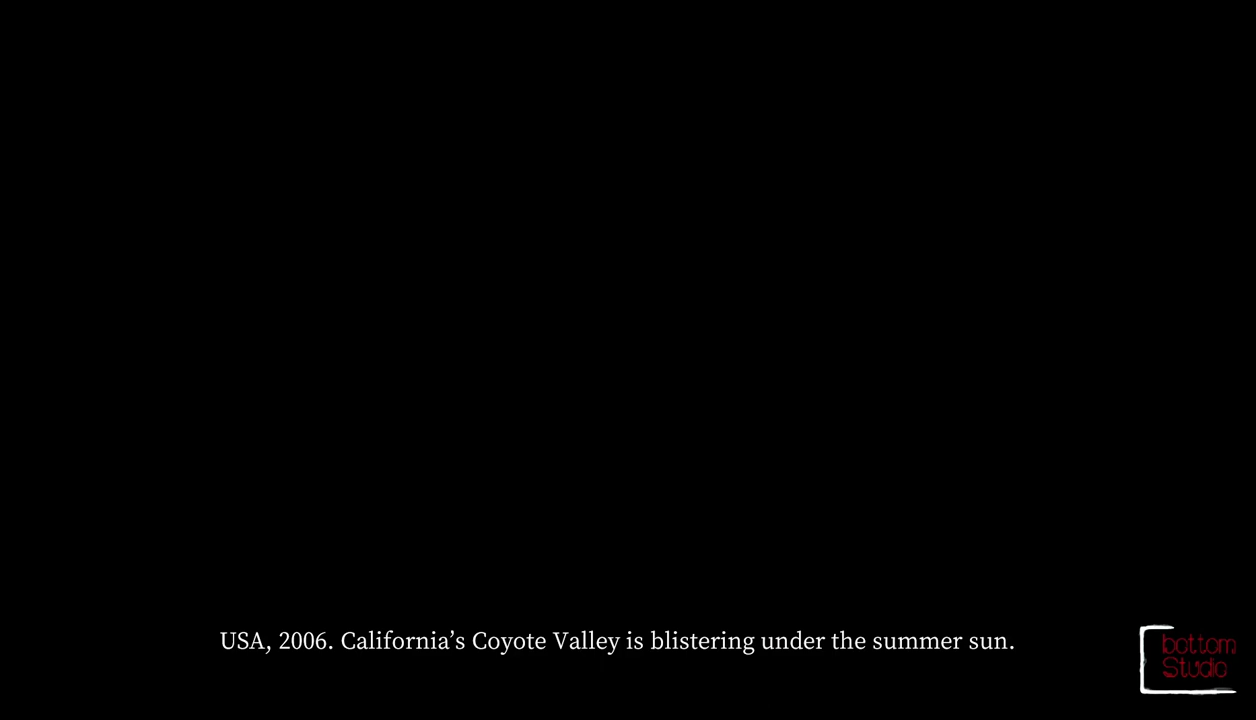 USA, 2006. California’s Coyote Valley is blistering under the summer sun.
bottom
Studio